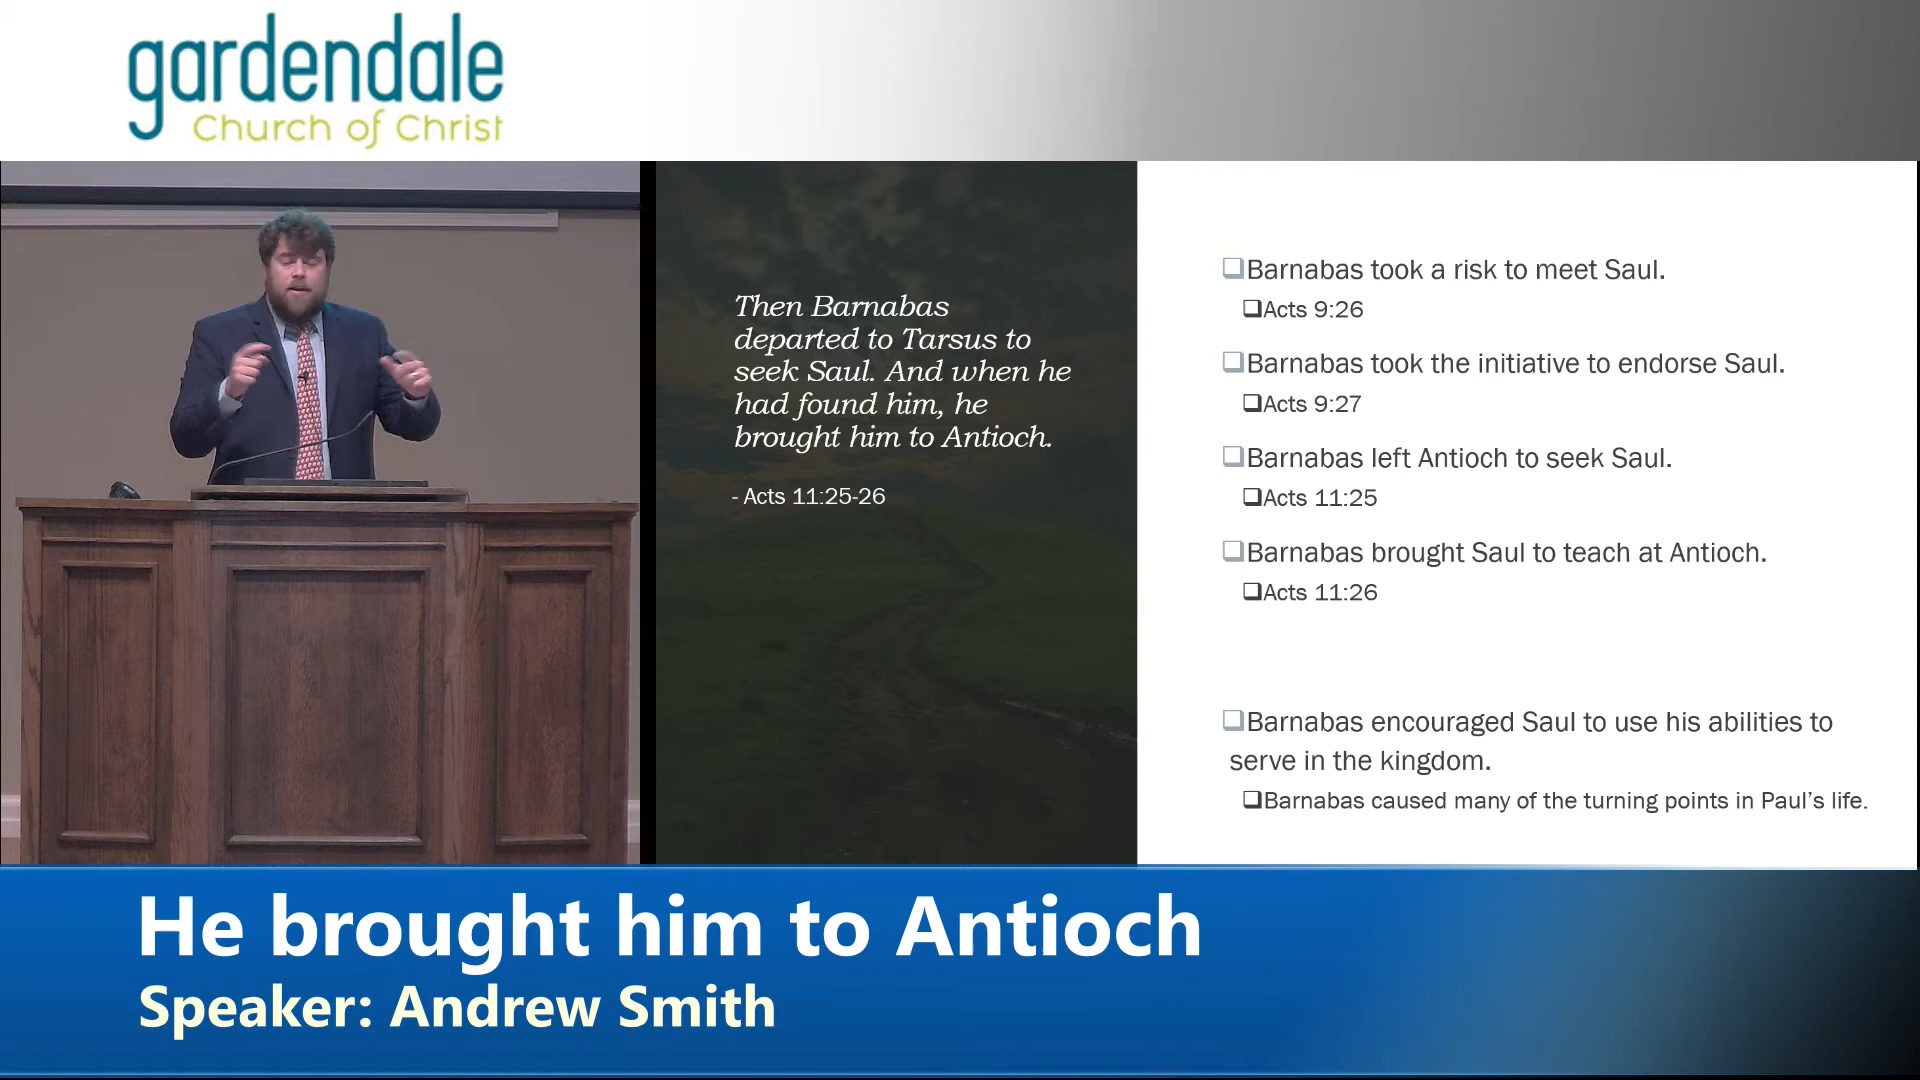 gardendale
Church of Christ
Then Barnabas
departed to Tarsus to
seek Saul. And when he
had found him, he
brought him to Antioch.
- Acts 11:25-26
❑Barnabas took a risk to meet Saul.
❑Acts 9:26
❑Barnabas took the initiative to endorse Saul.
❑Acts 9:27
❑Barnabas left Antioch to seek Saul.
❑Acts 11:25
❑Barnabas brought Saul to teach at Antioch.
❑Acts 11:26
❑Barnabas encouraged Saul to use his abilities to
serve in the kingdom.
❑Barnabas caused many of the turning points in Paul’s life.
He brought him to Antioch
Speaker: Andrew Smith